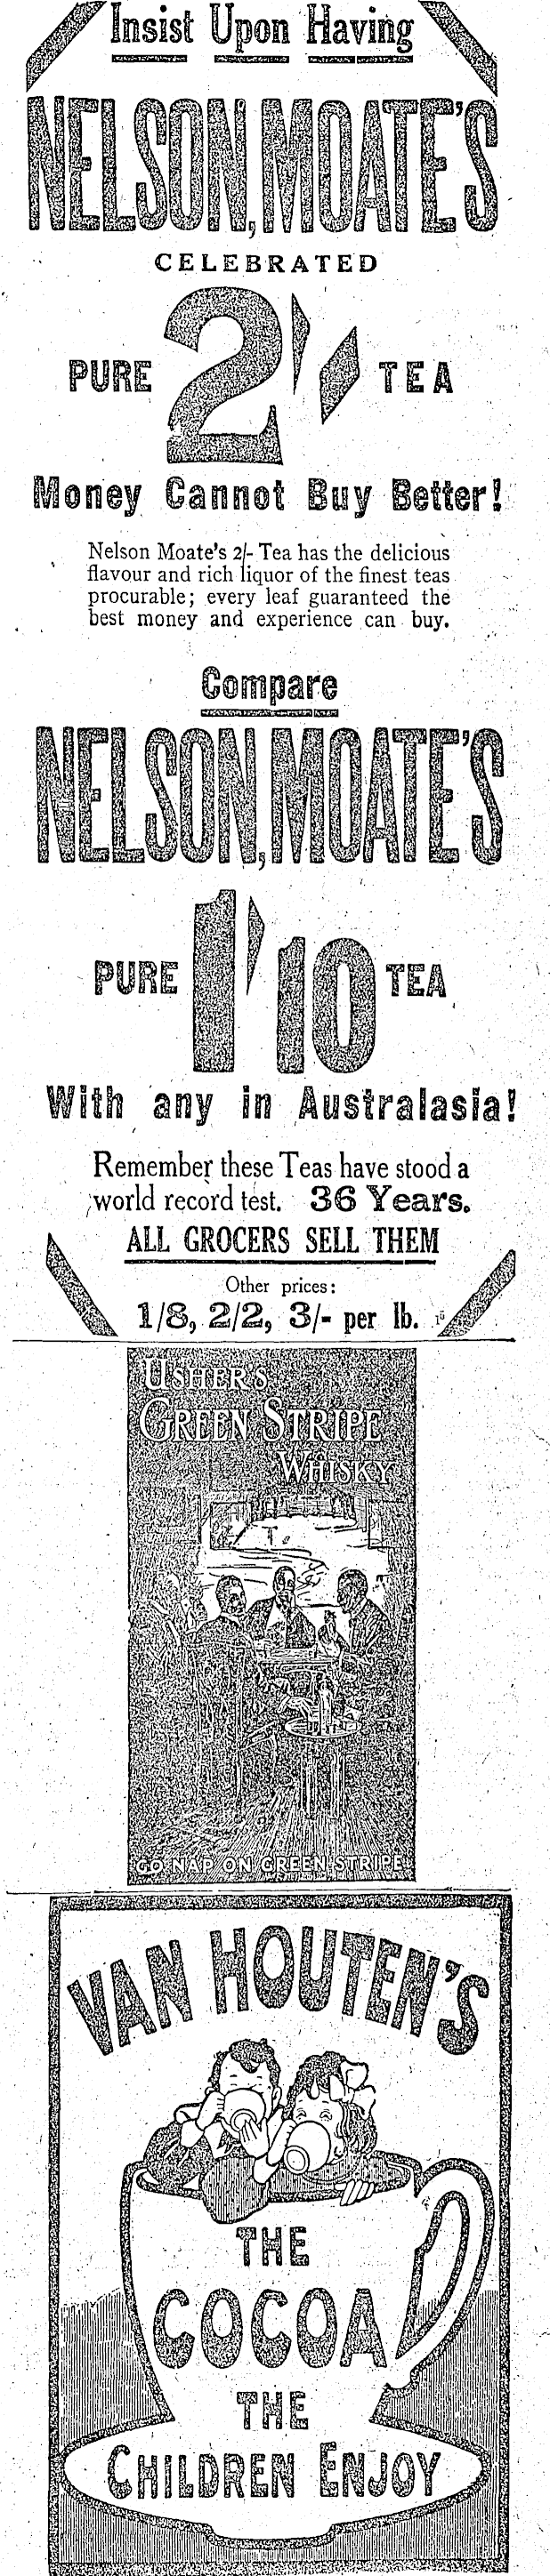 Insist Upon Having
NELSON, MOATE'S
CELEBRATED
PURE 2/- TEA
Money Cannot Buy Better!
Nelson Moate's 2/- Tea has the delicious
flavour and rich liquor of the finest teas
procurable; every leaf guaranteed the
best money and experience can buy.
Compare
NELSON, MOATE'S
PURE 1'10 TEA
With any in Australasia!
Remember these Teas have stood a
world record test. 36 Years.
ALL GROCERS SELL THEM
Other prices:
1/8, 2/2, 3/- per lb.
USHER'S
GREEN STRIPE
WHISKY
GO NAP ON GREEN STRIPE
VAN HOUTEN'S
THE
COCOA
THE
CHILDREN ENJOY